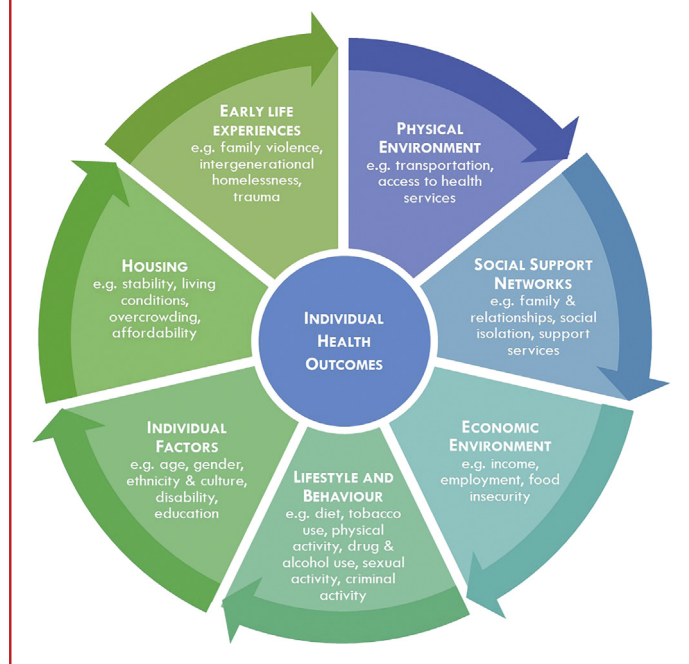 EARLY LIFE
EXPERIENCES
e.g. family violence,
intergenerational
homelessness,
trauma
PHYSICAL
ENVIRONMENT
e.g. transportation,
access to health
services
SOCIAL SUPPORT
NETWORKS
e.g. family &
relationships, social
isolation, support
services
ECONOMIC
ENVIRONMENT
e.g. income,
employment, food
insecurity
LIFESTYLE AND
BEHAVIOUR
e.g. diet, tobacco
use, physical
activity, drug &
alcohol use, sexual
activity, criminal
activity
INDIVIDUAL
FACTORS
e.g. age, gender,
ethnicity & culture,
disability,
education
HOUSING
e.g. stability, living
conditions,
overcrowding,
affordability
INDIVIDUAL
HEALTH
OUTCOMES